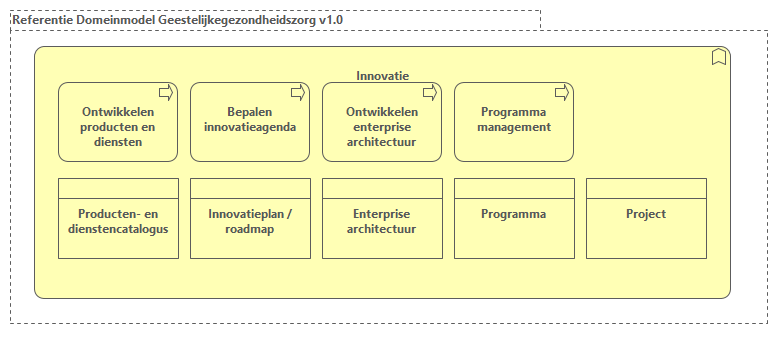 Referentie Domeinmodel Geestelijkegezondheidszorg v1.0
Innovatie
Ontwikkelen
producten en
diensten
Bepalen
innovatieagenda
Ontwikkelen
enterprise
architectuur
Programma
management
Producten- en
dienstencatalogus
Innovatieplan /
roadmap
Enterprise
architectuur
Programma
Project